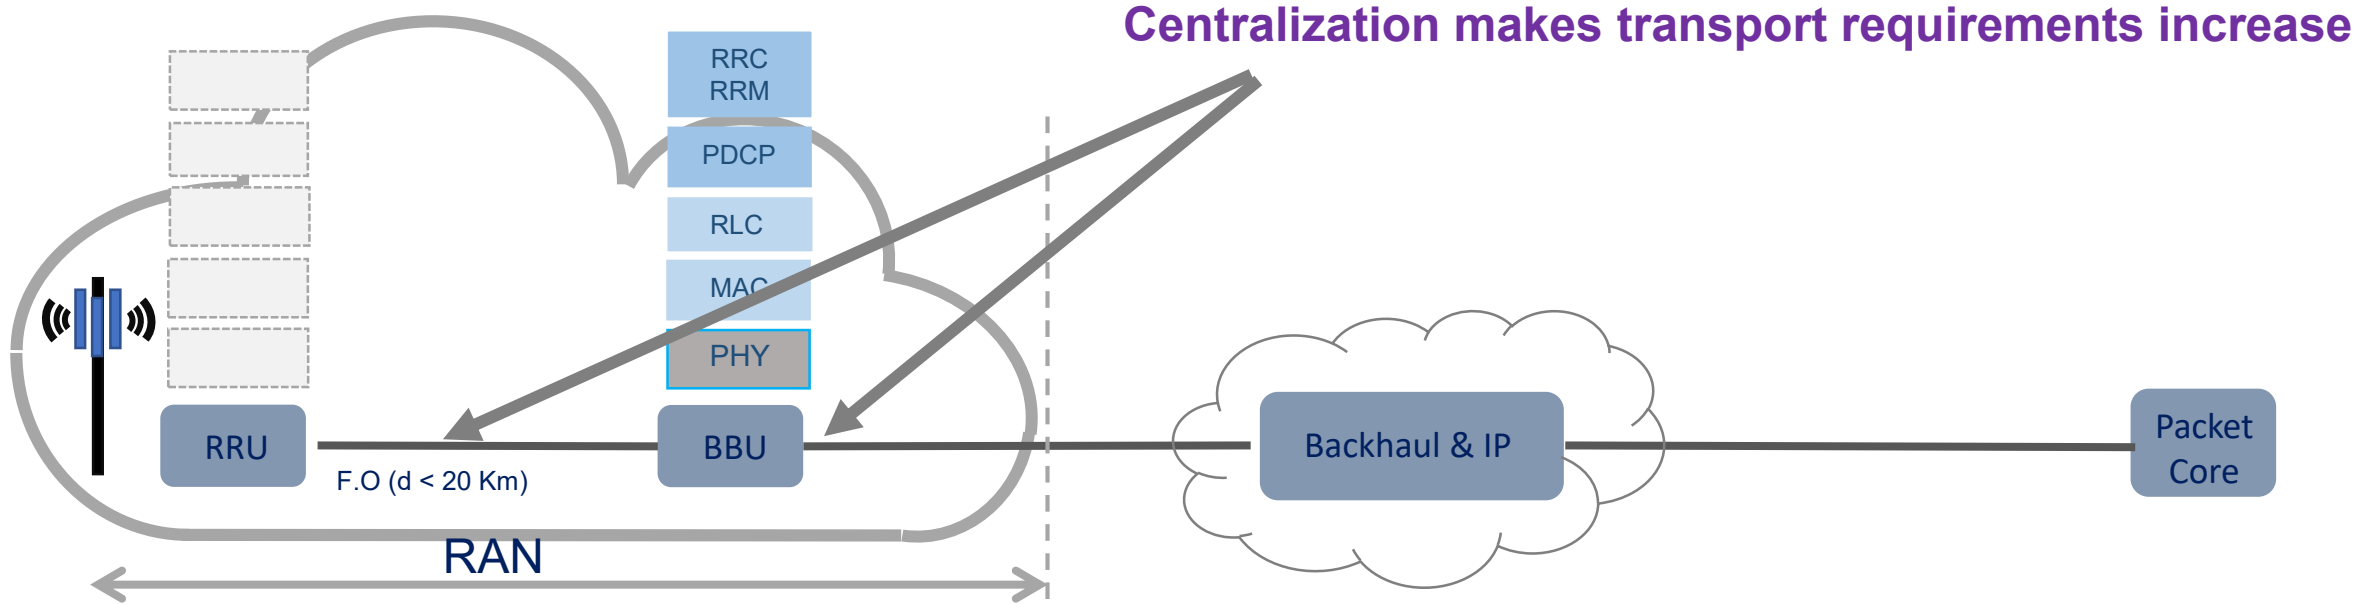 Centralization makes transport requirements increase
RRC
RRM
PDCP
RLC
MAC
PHY
RRU
F.O (d < 20 Km)
BBU
Backhaul & IP
Packet
Core
RAN